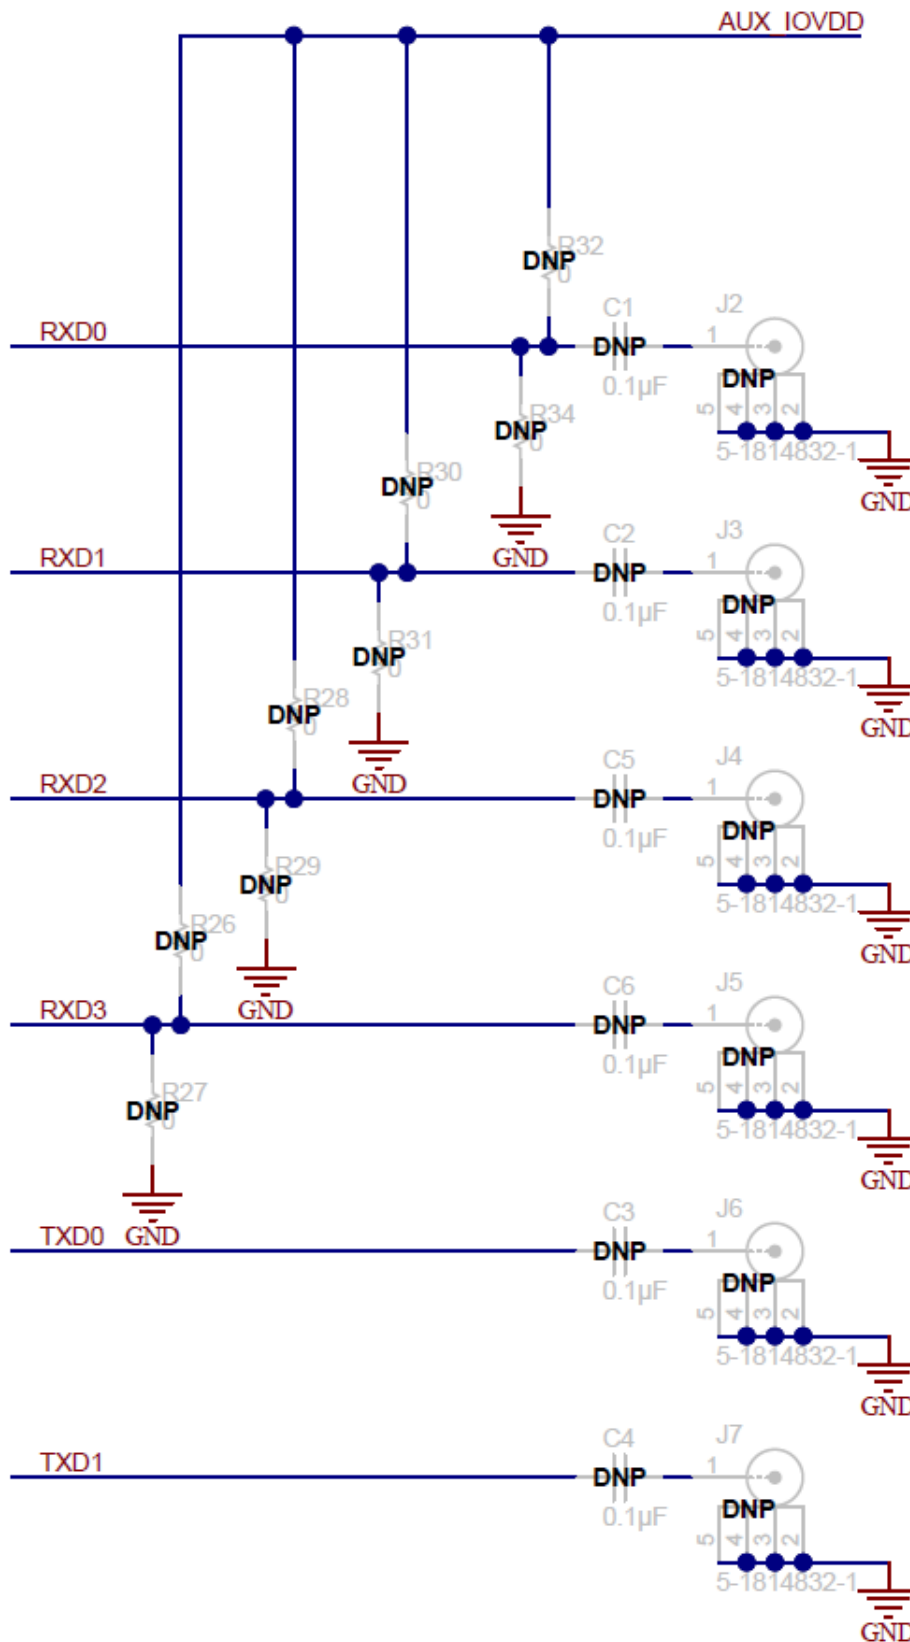 AUX_IOVDD
R32
DNP
0
RXD0
C1
DNP
0.1µF
J2
1
DNP
5 4 3 2
5-1814832-1
GND
R34
DNP
0
GND
R30
DNP
0
RXD1
C2
DNP
0.1µF
J3
1
DNP
5 4 3 2
5-1814832-1
GND
R31
DNP
0
GND
R28
DNP
0
RXD2
C5
DNP
0.1µF
J4
1
DNP
5 4 3 2
5-1814832-1
GND
R29
DNP
0
GND
R26
DNP
0
RXD3
C6
DNP
0.1µF
J5
1
DNP
5 4 3 2
5-1814832-1
GND
R27
DNP
0
GND
TXD0
C3
DNP
0.1µF
J6
1
DNP
5 4 3 2
5-1814832-1
GND
TXD1
C4
DNP
0.1µF
J7
1
DNP
5 4 3 2
5-1814832-1
GND